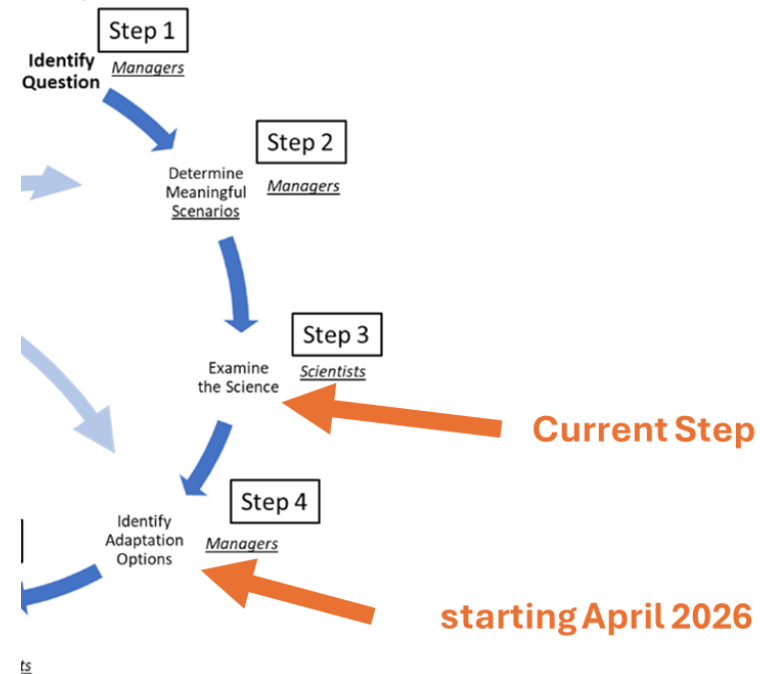 Step 1
Identify
Question
Managers
Step 2
Determine
Meaningful
Scenarios
Managers
Step 3
Examine
the Science
Scientists
Current Step
Step 4
Identify
Adaptation
Options
Managers
starting April 2026
ts